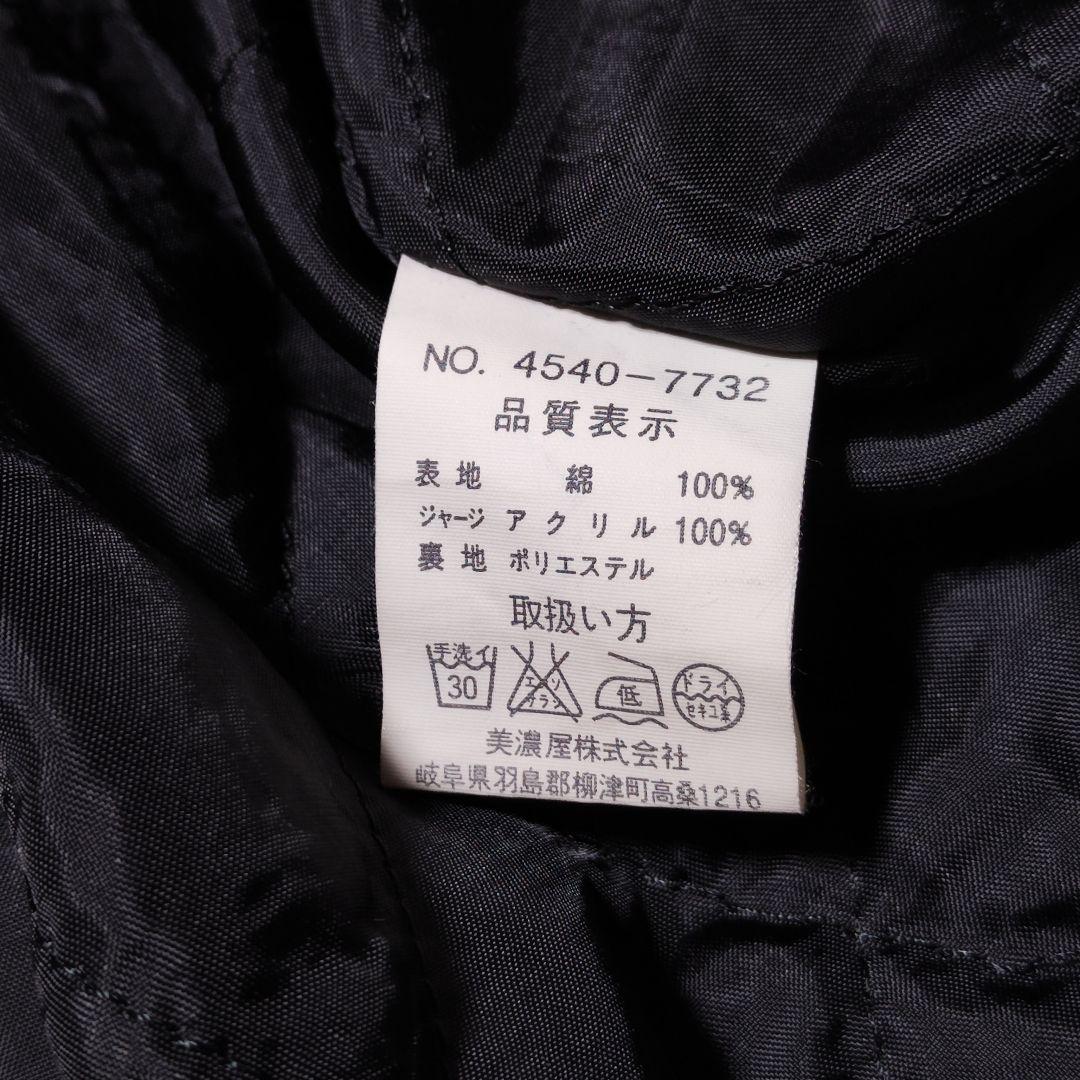 NO. 4540-7732
品質表示
表地 綿 100%
ジャージ アクリル 100%
裏地 ポリエステル
取扱い方
手洗イ 30 エンソサラシ 低 ドライ セキユ系
美濃屋株式会社
岐阜県羽島郡柳津町高桑1216